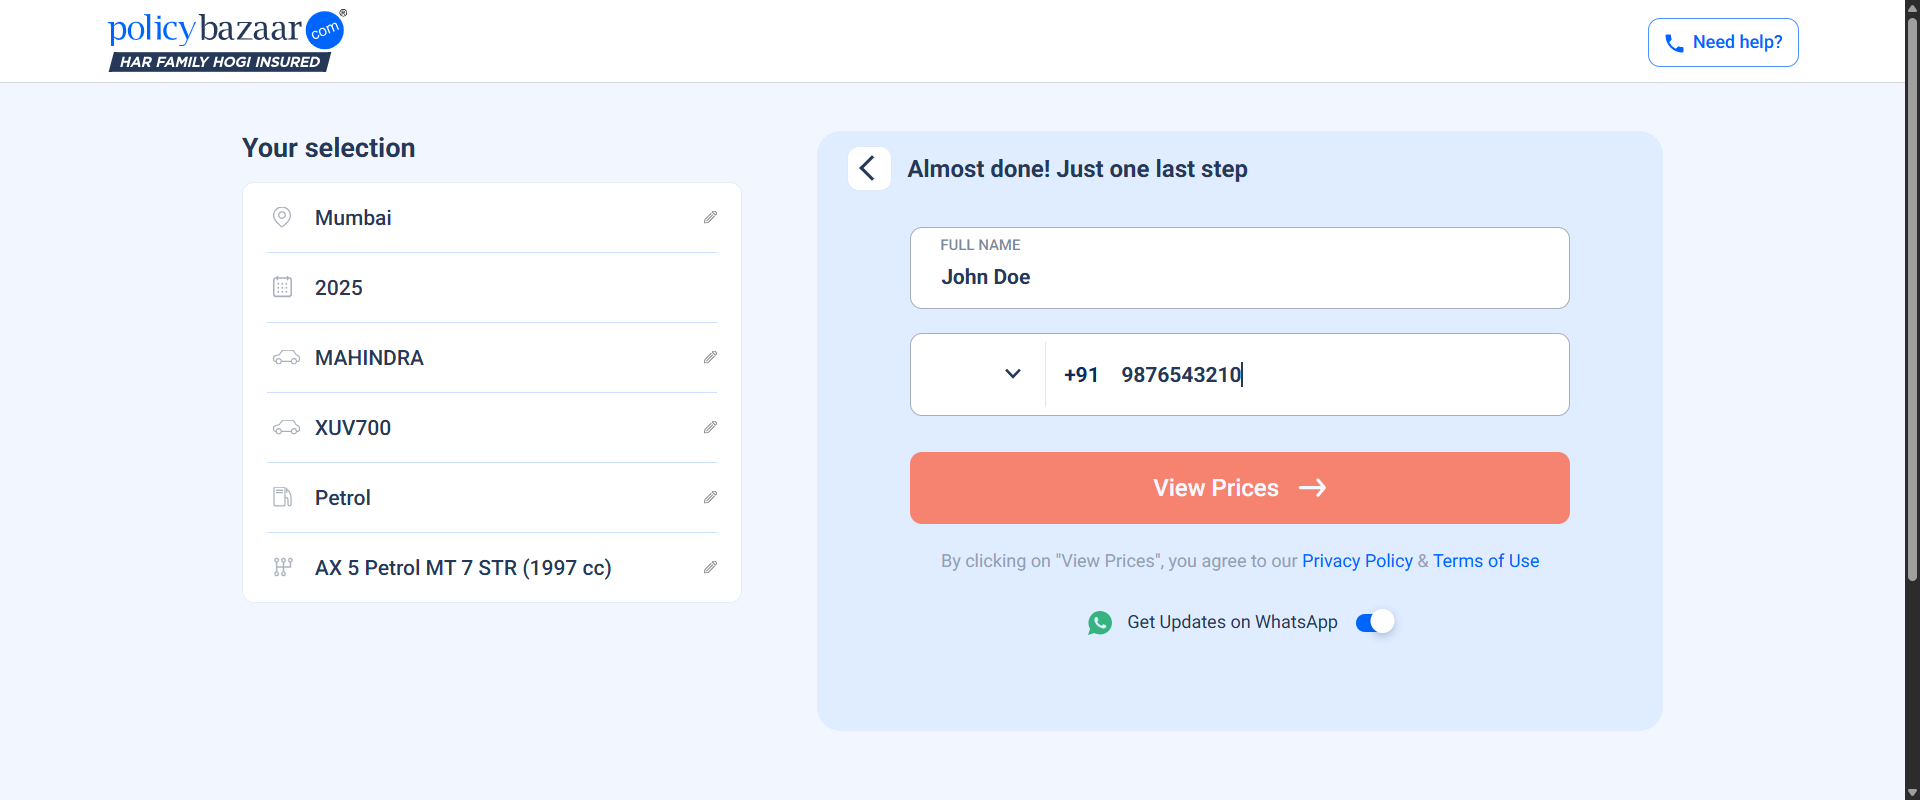 policybazaar.com®
HAR FAMILY HOGI INSURED
Need help?
Your selection
Mumbai
2025
MAHINDRA
XUV700
Petrol
AX 5 Petrol MT 7 STR (1997 cc)
Almost done! Just one last step
FULL NAME
John Doe
+91 9876543210
View Prices
By clicking on "View Prices", you agree to our Privacy Policy & Terms of Use
Get Updates on WhatsApp